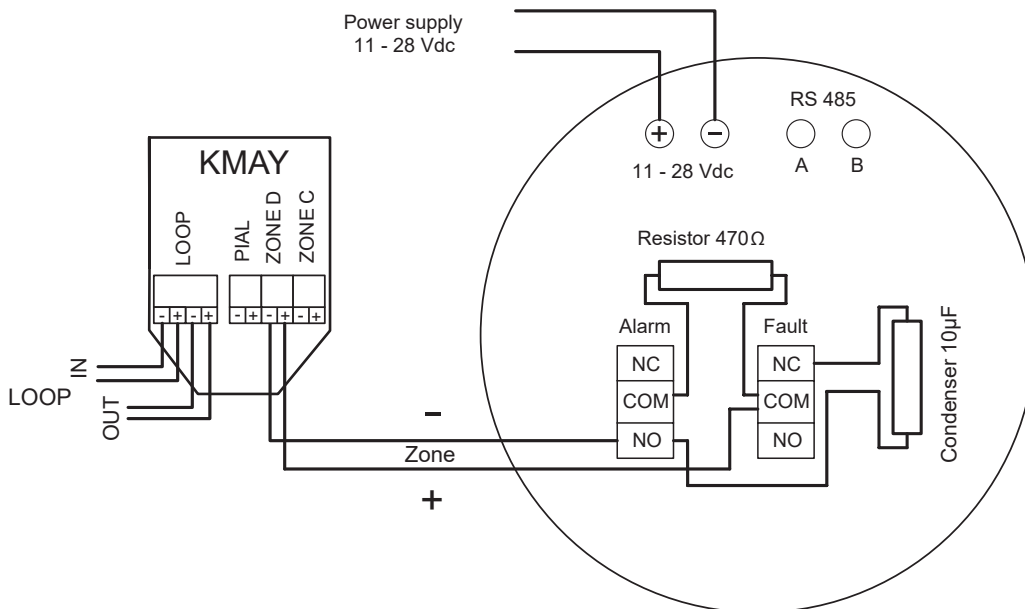 Power supply
11 - 28 Vdc
RS 485
+
-
A
B
11 - 28 Vdc
KMAY
LOOP
PIAL
ZONE D
ZONE C
- + - +
- + - + - +
Resistor 470Ω
Alarm
Fault
NC
COM
NO
NC
COM
NO
Condenser 10µF
IN
LOOP
OUT
-
Zone
+